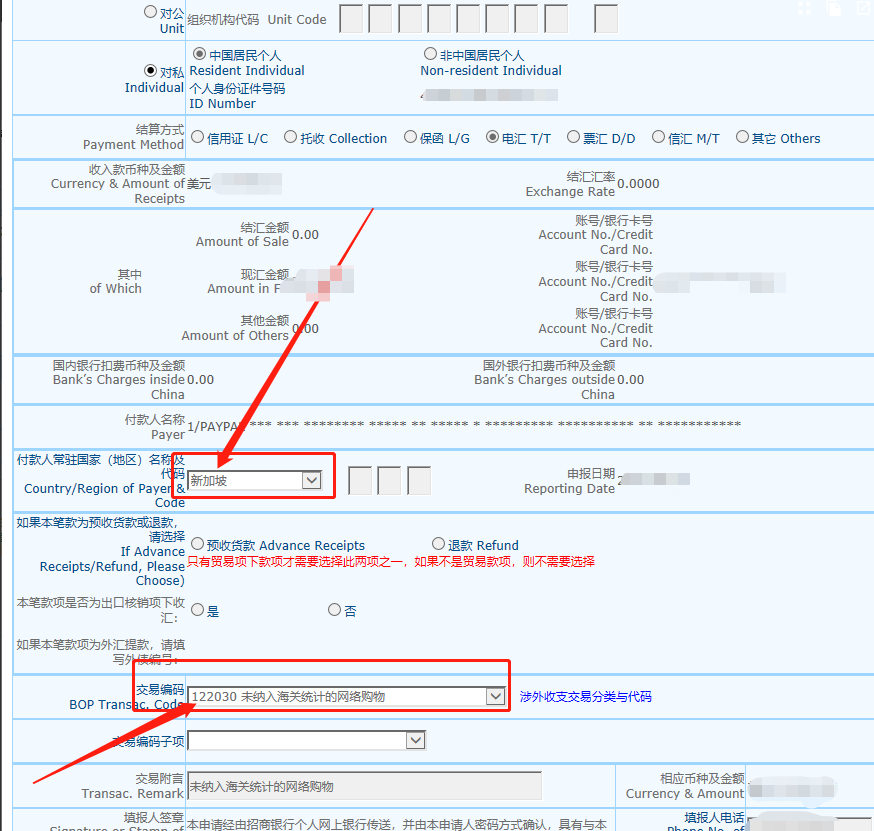 对公
Unit
组织机构代码 Unit Code
对私
Individual
中国居民个人
Resident Individual
非中国居民个人
Non-resident Individual
个人身份证件号码
ID Number
结算方式
Payment Method
信用证 L/C
托收 Collection
保函 L/G
电汇 T/T
票汇 D/D
信汇 M/T
其它 Others
收入款币种及金额
Currency & Amount of
Receipts
美元
结汇汇率
Exchange Rate
0.0000
其中
of Which
结汇金额
Amount of Sale
0.00
账号/银行卡号
Account No./Credit
Card No.
现汇金额
Amount in F
账号/银行卡号
Account No./Credit
Card No.
其他金额
Amount of Others
0.00
账号/银行卡号
Account No./Credit
Card No.
国内银行扣费币种及金额
Bank's Charges inside
China
0.00
国外银行扣费币种及金额
Bank's Charges outside
China
0.00
付款人名称
Payer
1/PAYPA *** *** ******** ***** ** ***** * ********* ********** ** ***********
付款人常驻国家（地区）名称及
代码
Country/Region of Payer &
Code
新加坡
申报日期
Reporting Date
如果本笔款为预收货款或退款，
请选择
If Advance
Receipts/Refund, Please
Choose)
预收货款 Advance Receipts
退款 Refund
只有贸易项下款项才需要选择此两项之一，如果不是贸易款项，则不需要选择
本笔款项是否为出口核销项下收
汇：
是
否
如果本笔款项为外汇提款，请填
写外债编号：
交易编码
BOP Transac. Code
122030 未纳入海关统计的网络购物
涉外收支交易分类与代码
交易编码子项
交易附言
Transac. Remark
未纳入海关统计的网络购物
相应币种及金额
Currency & Amount
填报人签章
Signature or Stamp of
本申请经由招商银行个人网上银行传送，并由本申请人密码方式确认，具有与本
填报人电话
Phone No. of